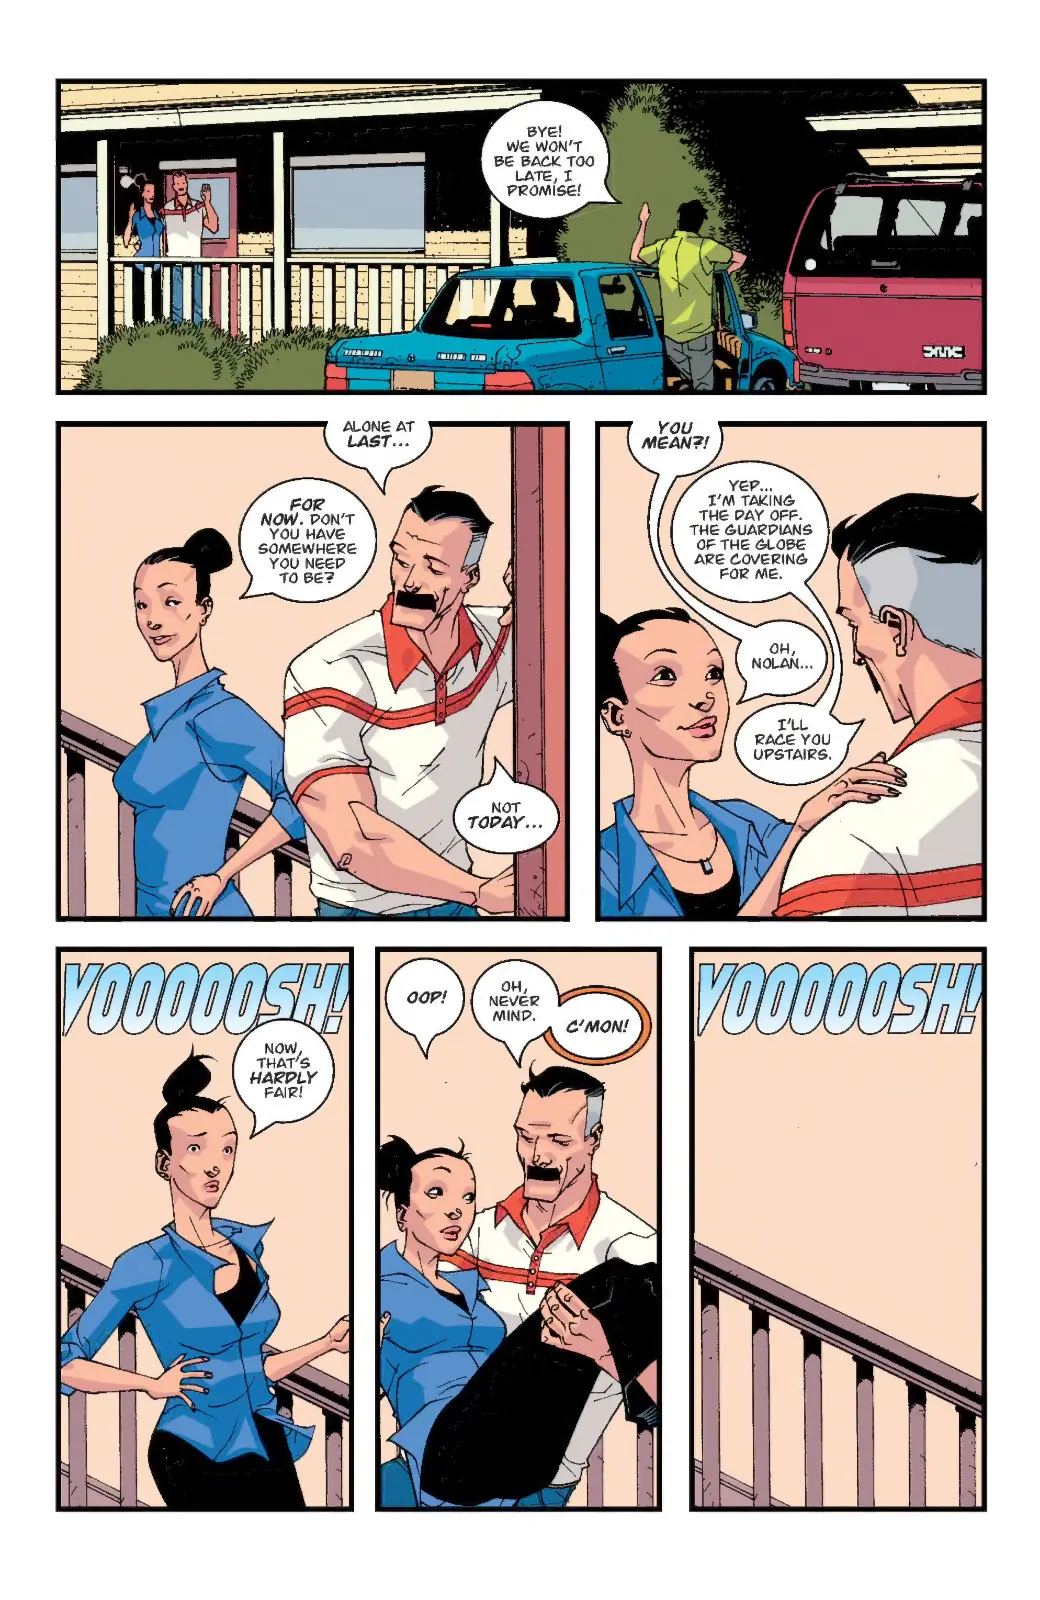 BYE!
WE WON'T
BE BACK TOO
LATE, I
PROMISE!
ALONE AT
LAST...
FOR
NOW. DON'T
YOU HAVE
SOMEWHERE
YOU NEED
TO BE?
NOT
TODAY...
YOU
MEAN?!
YEP...
I'M TAKING
THE DAY OFF.
THE GUARDIANS
OF THE GLOBE
ARE COVERING
FOR ME.
OH,
NOLAN...
I'LL
RACE YOU
UPSTAIRS.
VOOOOOSH!
NOW,
THAT'S
HARDLY
FAIR!
OOP!
OH,
NEVER
MIND.
C'MON!
VOOOOOSH!